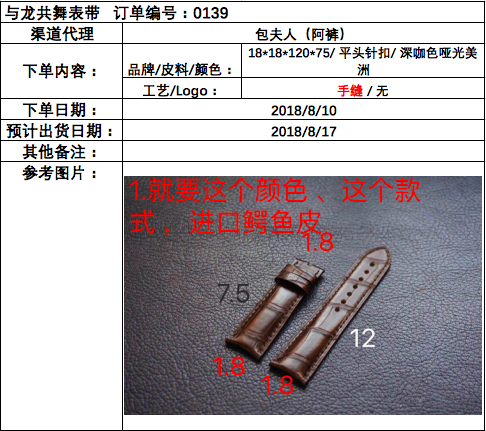 与龙共舞表带 订单编号：0139
渠道代理
包夫人（阿裤）
下单内容：
品牌/皮料/颜色：
18*18*120*75/ 平头针扣/ 深咖色哑光美
洲
工艺/Logo：
手缝 / 无
下单日期：
2018/8/10
预计出货日期：
2018/8/17
其他备注：
参考图片：
1.就要这个颜色、这个款
式，进口鳄鱼皮
1.8
7.5
12
1.8
1.8